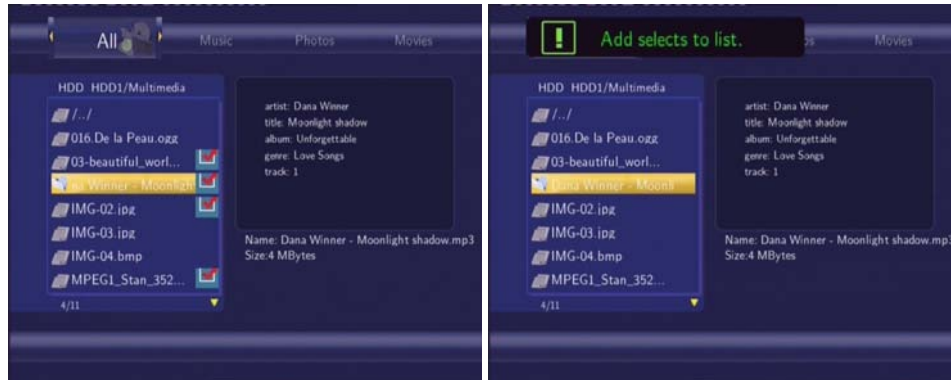 All Music Photos Movies
HDD HDD1/Multimedia
/../
016.De la Peau.ogg
03-beautiful_worl...
na Winner - Moonligh
IMG-02.jpg
IMG-03.jpg
IMG-04.bmp
MPEG1_Stan_352...
4/11
artist: Dana Winner
title: Moonlight shadow
album: Unforgettable
genre: Love Songs
track: 1
Name: Dana Winner - Moonlight shadow.mp3
Size:4 MBytes
Add selects to list.
Movies
HDD HDD1/Multimedia
/../
016.De la Peau.ogg
03-beautiful_worl...
Dana Winner - Moonli
IMG-02.jpg
IMG-03.jpg
IMG-04.bmp
MPEG1_Stan_352...
4/11
artist: Dana Winner
title: Moonlight shadow
album: Unforgettable
genre: Love Songs
track: 1
Name: Dana Winner - Moonlight shadow.mp3
Size:4 MBytes